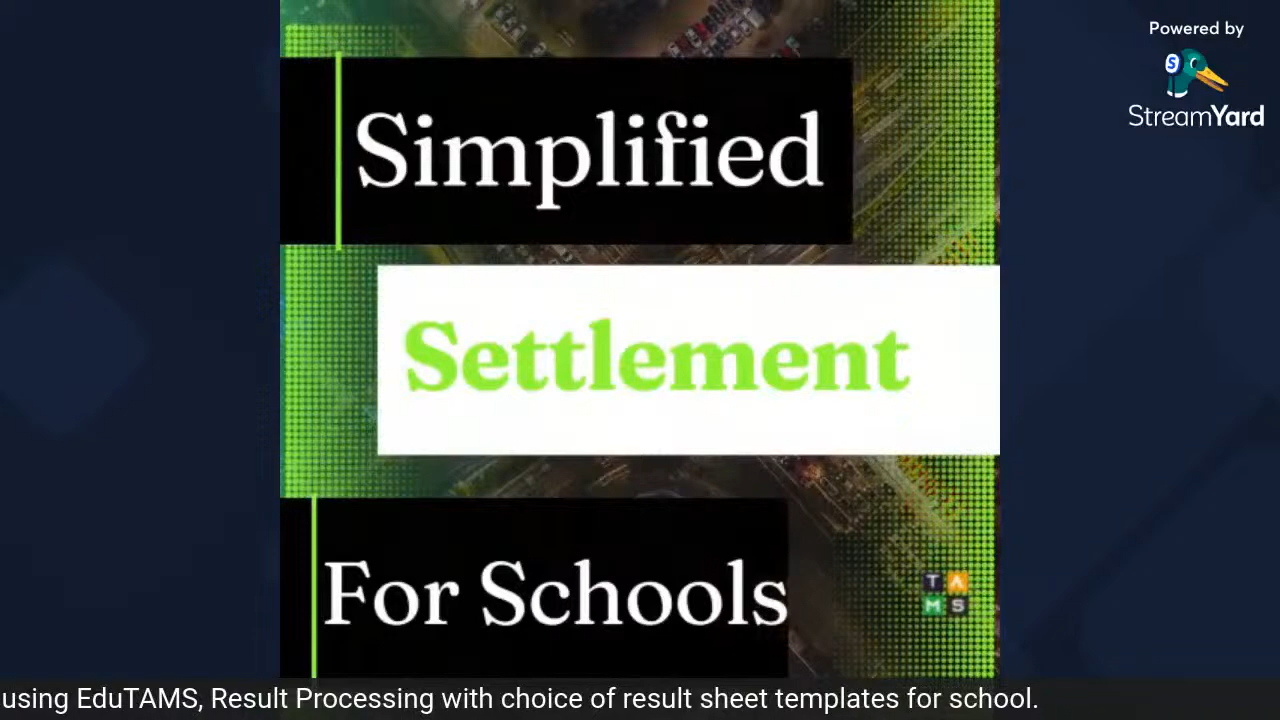 Powered by
StreamYard
Simplified
Settlement
For Schools
T A
M S
using EduTAMS, Result Processing with choice of result sheet templates for school.